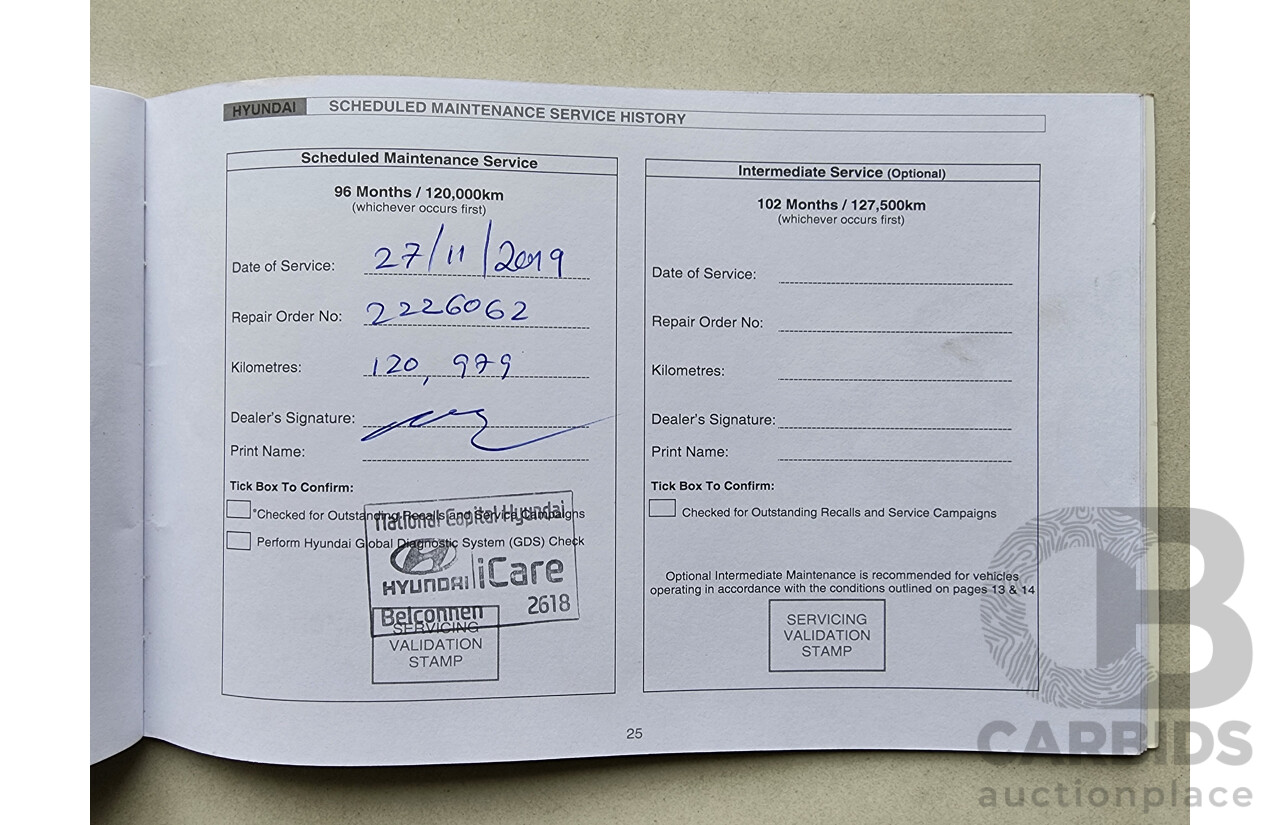 HYUNDAI SCHEDULED MAINTENANCE SERVICE HISTORY
Scheduled Maintenance Service
96 Months / 120,000km
(whichever occurs first)
Date of Service: 27/11/2019
Repair Order No: 2226062
Kilometres: 120,979
Dealer's Signature:
Print Name:
Tick Box To Confirm:
*Checked for Outstanding Recalls and Service Campaigns
Perform Hyundai Global Diagnostic System (GDS) Check
National Capital Hyundai
HYUNDAI iCare
Belconnen 2618
SERVICING
VALIDATION
STAMP
Intermediate Service (Optional)
102 Months / 127,500km
(whichever occurs first)
Date of Service:
Repair Order No:
Kilometres:
Dealer's Signature:
Print Name:
Tick Box To Confirm:
Checked for Outstanding Recalls and Service Campaigns
Optional Intermediate Maintenance is recommended for vehicles
operating in accordance with the conditions outlined on pages 13 & 14
SERVICING
VALIDATION
STAMP
25
CB
CARBIDS
auctionplace